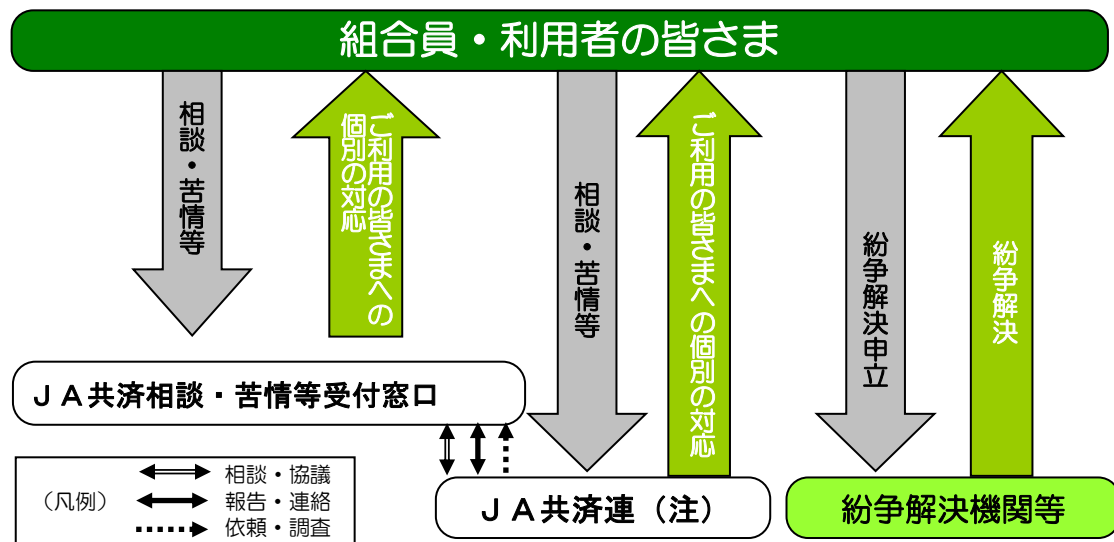 組合員・利用者の皆さま
相談・苦情等
ご利用の皆さまへの
個別の対応
相談・苦情等
ご利用の皆さまへの個別の対応
紛争解決申立
紛争解決
ＪＡ共済相談・苦情等受付窓口
（凡例）
相談・協議
報告・連絡
依頼・調査
ＪＡ共済連（注）
紛争解決機関等